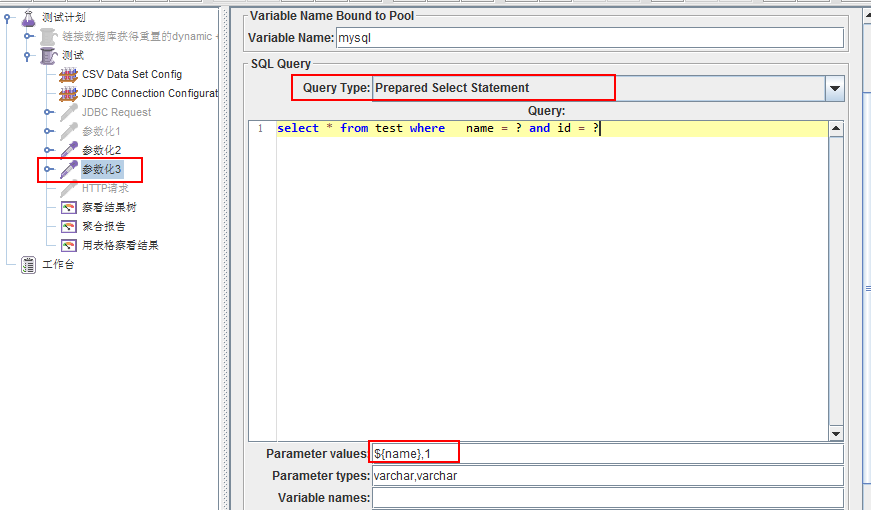 测试计划
链接数据库获得重置的dynamic
测试
CSV Data Set Config
JDBC Connection Configurat
JDBC Request
参数化1
参数化2
参数化3
HTTP请求
察看结果树
聚合报告
用表格察看结果
工作台
Variable Name Bound to Pool
Variable Name: mysql
SQL Query
Query Type: Prepared Select Statement
Query:
1 select * from test where   name = ? and id = ?
Parameter values: ${name},1
Parameter types: varchar,varchar
Variable names: